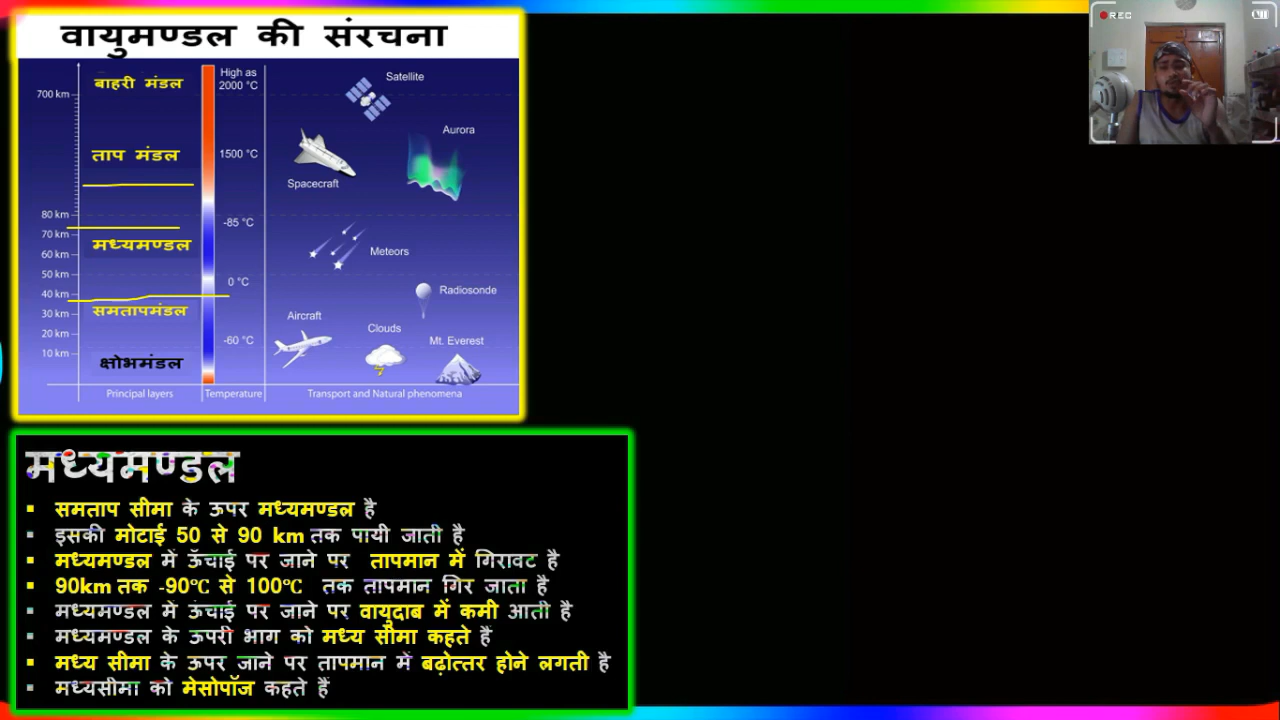 वायुमण्डल की संरचना
बाहरी मंडल
High as
2000 °C
Satellite
700 km
Aurora
ताप मंडल
1500 °C
Spacecraft
80 km
-85 °C
70 km
मध्यमण्डल
Meteors
60 km
50 km
0 °C
40 km
Radiosonde
समतापमंडल
30 km
Aircraft
Clouds
20 km
-60 °C
Mt. Everest
10 km
क्षोभमंडल
Principal layers
Temperature
Transport and Natural phenomena
REC
मध्यमण्डल
समताप सीमा के ऊपर मध्यमण्डल है
इसकी मोटाई 50 से 90 km तक पायी जाती है
मध्यमण्डल में ऊँचाई पर जाने पर तापमान में गिरावट है
90km तक -90℃ से 100℃ तक तापमान गिर जाता है
मध्यमण्डल में ऊंचाई पर जाने पर वायुदाब में कमी आती है
मध्यमण्डल के ऊपरी भाग को मध्य सीमा कहते हैं
मध्य सीमा के ऊपर जाने पर तापमान में बढ़ोत्तर होने लगती है
मध्यसीमा को मेसोपॉज कहते हैं